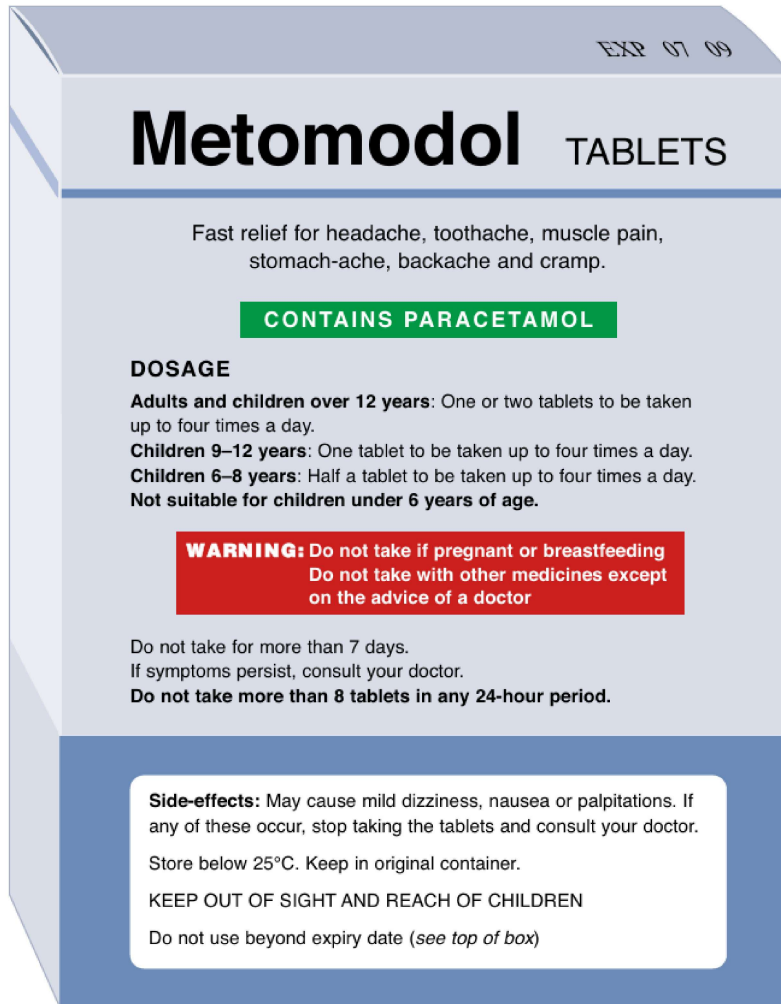 EXP 07 09
Metomodol TABLETS
Fast relief for headache, toothache, muscle pain,
stomach-ache, backache and cramp.
CONTAINS PARACETAMOL
DOSAGE
Adults and children over 12 years: One or two tablets to be taken
up to four times a day.
Children 9–12 years: One tablet to be taken up to four times a day.
Children 6–8 years: Half a tablet to be taken up to four times a day.
Not suitable for children under 6 years of age.
WARNING: Do not take if pregnant or breastfeeding
Do not take with other medicines except
on the advice of a doctor
Do not take for more than 7 days.
If symptoms persist, consult your doctor.
Do not take more than 8 tablets in any 24-hour period.
Side-effects: May cause mild dizziness, nausea or palpitations. If
any of these occur, stop taking the tablets and consult your doctor.
Store below 25°C. Keep in original container.
KEEP OUT OF SIGHT AND REACH OF CHILDREN
Do not use beyond expiry date (see top of box)